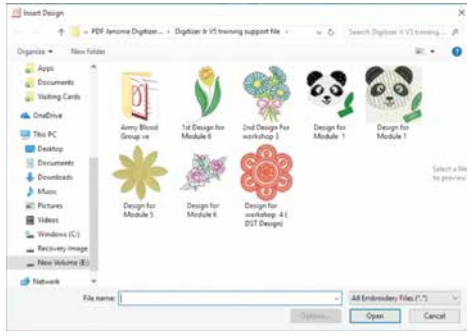 Insert Design
« PDF Janome Digitizer... › Digitizer Jr V5 training support file ›
Search Digitizer Jr V5 training...
Organize
New folder
Apps
Documents
Visiting Cards
OneDrive
This PC
Desktop
Documents
Downloads
Music
Pictures
Videos
Windows (C:)
Recovery Image
New Volume (E:)
Network
Army Blood Group ve
1st Design for Module 6
2nd Design For workshop 3
Design for Module 1
Design for Module 1
Design for Module 5
Design for Module 6
Design for workshop 4 ( DST Design)
Select a file
to preview
File name:
All Embroidery Files (*.*)
Options...
Open
Cancel